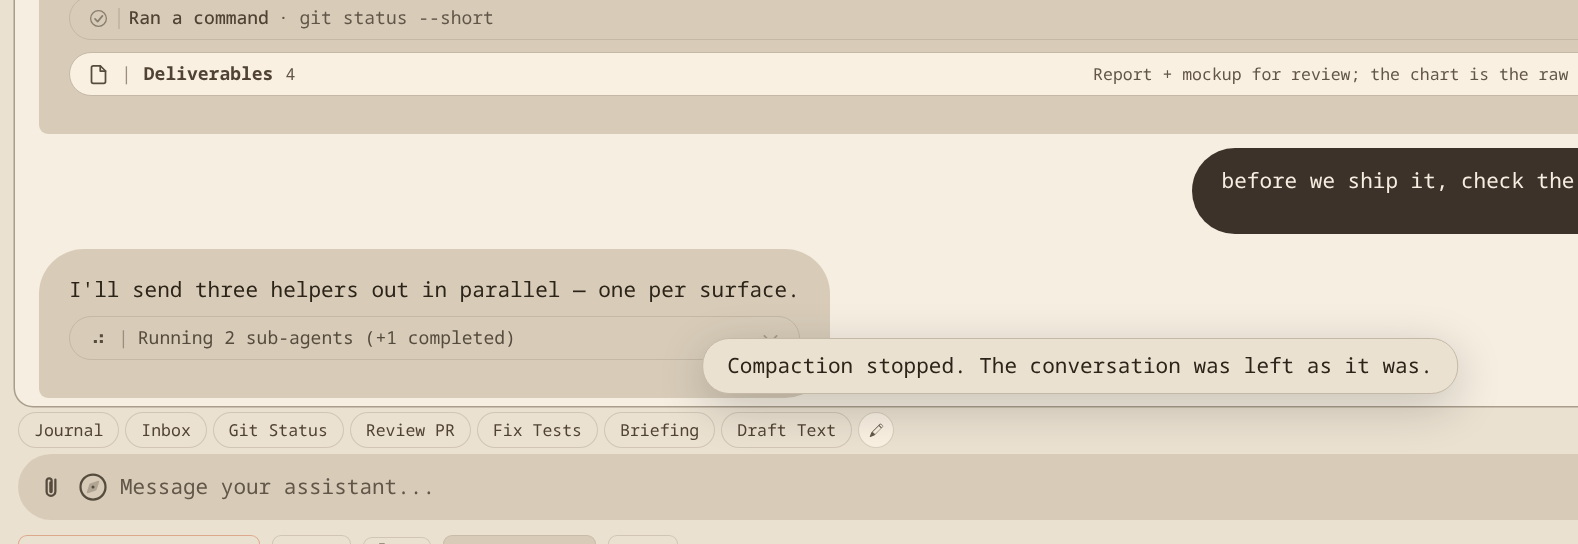 Ran a command · git status --short
Deliverables 4 Report + mockup for review; the chart is the raw
before we ship it, check the
I'll send three helpers out in parallel — one per surface.
Running 2 sub-agents (+1 completed)
Compaction stopped. The conversation was left as it was.
Journal Inbox Git Status Review PR Fix Tests Briefing Draft Text
Message your assistant...